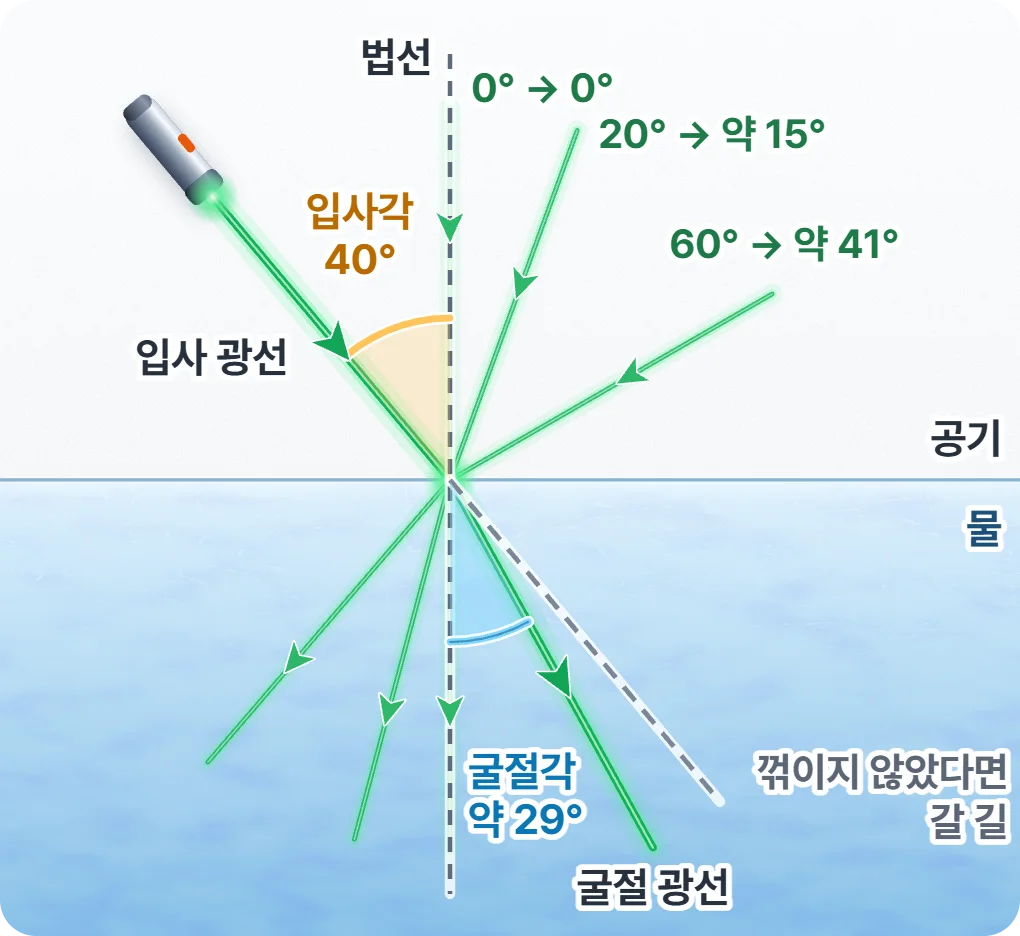 법선
0° → 0°
20° → 약 15°
입사각
40°
60° → 약 41°
입사 광선
공기
물
굴절각
약 29°
꺾이지 않았다면
갈 길
굴절 광선